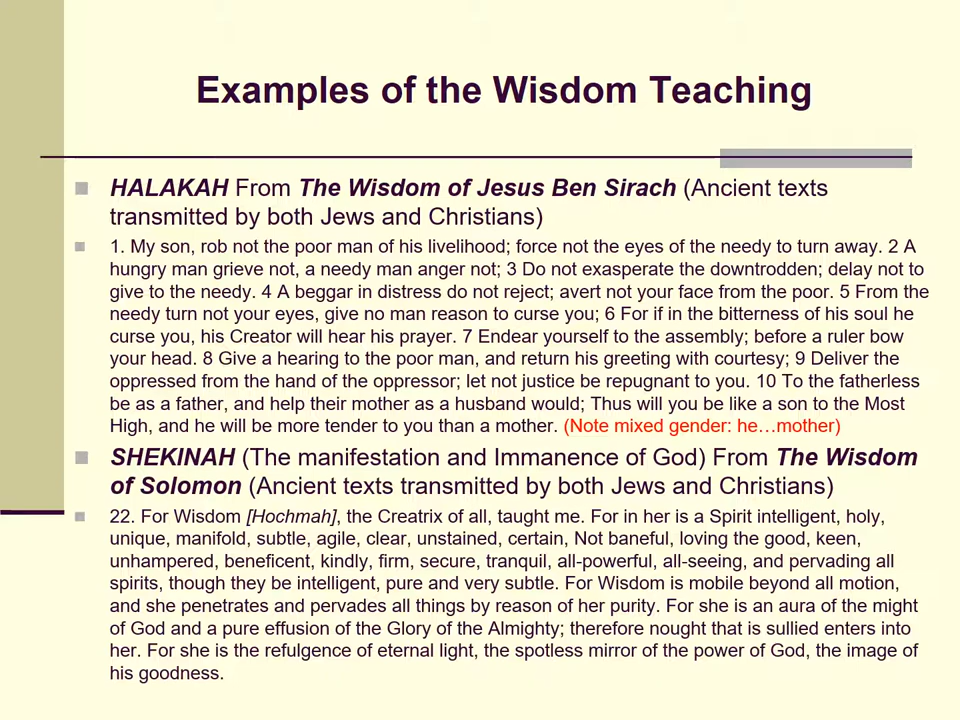 Examples of the Wisdom Teaching
HALAKAH From The Wisdom of Jesus Ben Sirach (Ancient texts
transmitted by both Jews and Christians)
1. My son, rob not the poor man of his livelihood; force not the eyes of the needy to turn away. 2 A
hungry man grieve not, a needy man anger not; 3 Do not exasperate the downtrodden; delay not to
give to the needy. 4 A beggar in distress do not reject; avert not your face from the poor. 5 From the
needy turn not your eyes, give no man reason to curse you; 6 For if in the bitterness of his soul he
curse you, his Creator will hear his prayer. 7 Endear yourself to the assembly; before a ruler bow
your head. 8 Give a hearing to the poor man, and return his greeting with courtesy; 9 Deliver the
oppressed from the hand of the oppressor; let not justice be repugnant to you. 10 To the fatherless
be as a father, and help their mother as a husband would; Thus will you be like a son to the Most
High, and he will be more tender to you than a mother. (Note mixed gender: he…mother)
SHEKINAH (The manifestation and Immanence of God) From The Wisdom
of Solomon (Ancient texts transmitted by both Jews and Christians)
22. For Wisdom [Hochmah], the Creatrix of all, taught me. For in her is a Spirit intelligent, holy,
unique, manifold, subtle, agile, clear, unstained, certain, Not baneful, loving the good, keen,
unhampered, beneficent, kindly, firm, secure, tranquil, all-powerful, all-seeing, and pervading all
spirits, though they be intelligent, pure and very subtle. For Wisdom is mobile beyond all motion,
and she penetrates and pervades all things by reason of her purity. For she is an aura of the might
of God and a pure effusion of the Glory of the Almighty; therefore nought that is sullied enters into
her. For she is the refulgence of eternal light, the spotless mirror of the power of God, the image of
his goodness.